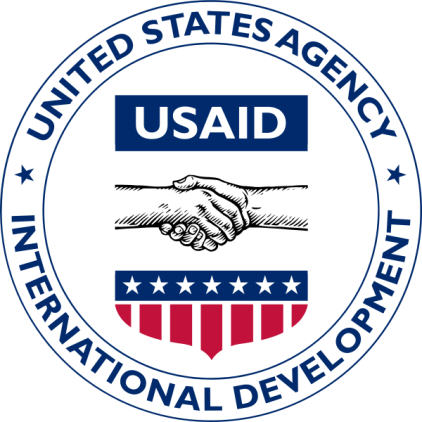 UNITED STATES AGENCY
USAID
INTERNATIONAL DEVELOPMENT